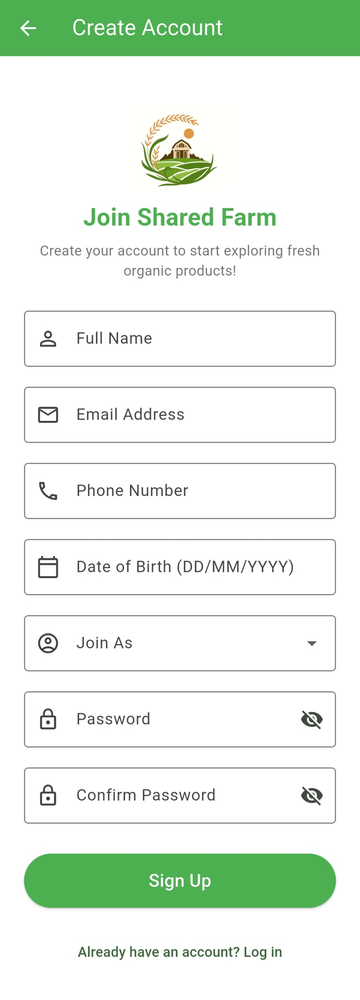 Create Account
Join Shared Farm
Create your account to start exploring fresh
organic products!
Full Name
Email Address
Phone Number
Date of Birth (DD/MM/YYYY)
Join As
Password
Confirm Password
Sign Up
Already have an account? Log in